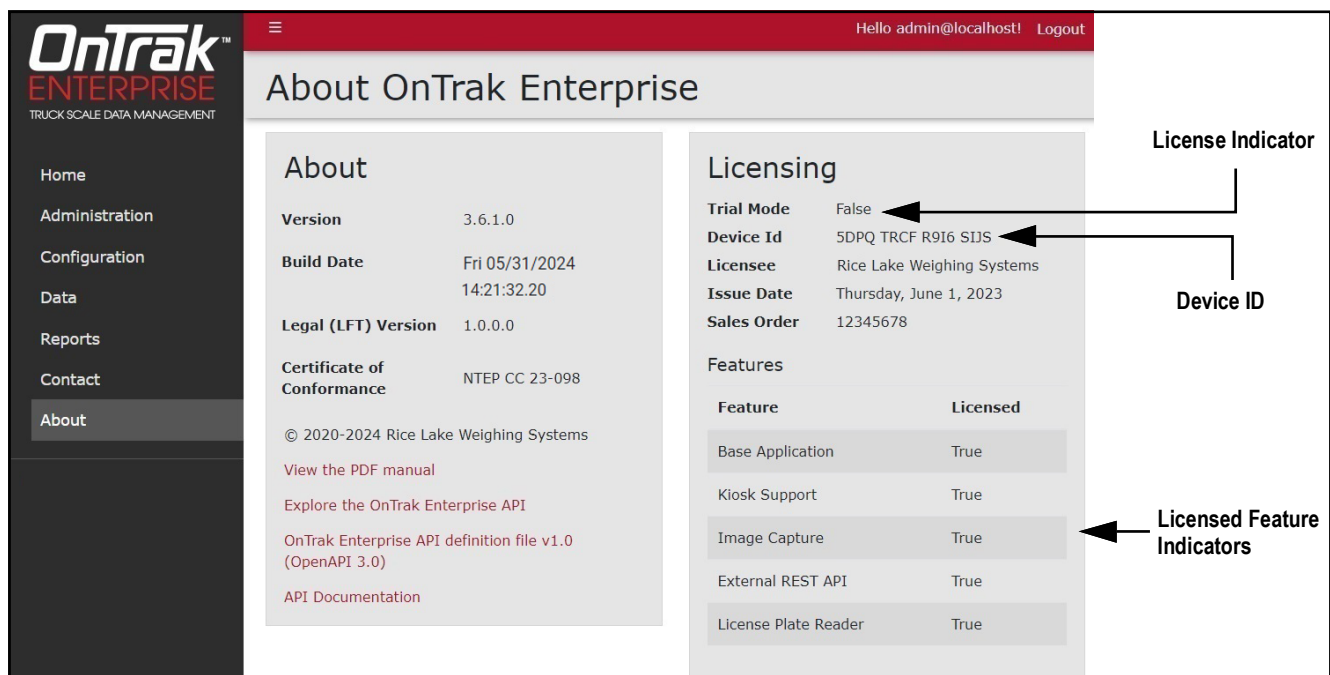 OnTrak™
ENTERPRISE
TRUCK SCALE DATA MANAGEMENT
Home
Administration
Configuration
Data
Reports
Contact
About
☰
Hello admin@localhost! Logout
About OnTrak Enterprise
About
Version 3.6.1.0
Build Date Fri 05/31/2024
14:21:32.20
Legal (LFT) Version 1.0.0.0
Certificate of
Conformance NTEP CC 23-098
© 2020-2024 Rice Lake Weighing Systems
View the PDF manual
Explore the OnTrak Enterprise API
OnTrak Enterprise API definition file v1.0
(OpenAPI 3.0)
API Documentation
Licensing
Trial Mode False
Device Id 5DPQ TRCF R9I6 SIJS
Licensee Rice Lake Weighing Systems
Issue Date Thursday, June 1, 2023
Sales Order 12345678
Features
Feature Licensed
Base Application True
Kiosk Support True
Image Capture True
External REST API True
License Plate Reader True
License Indicator
Device ID
Licensed Feature
Indicators